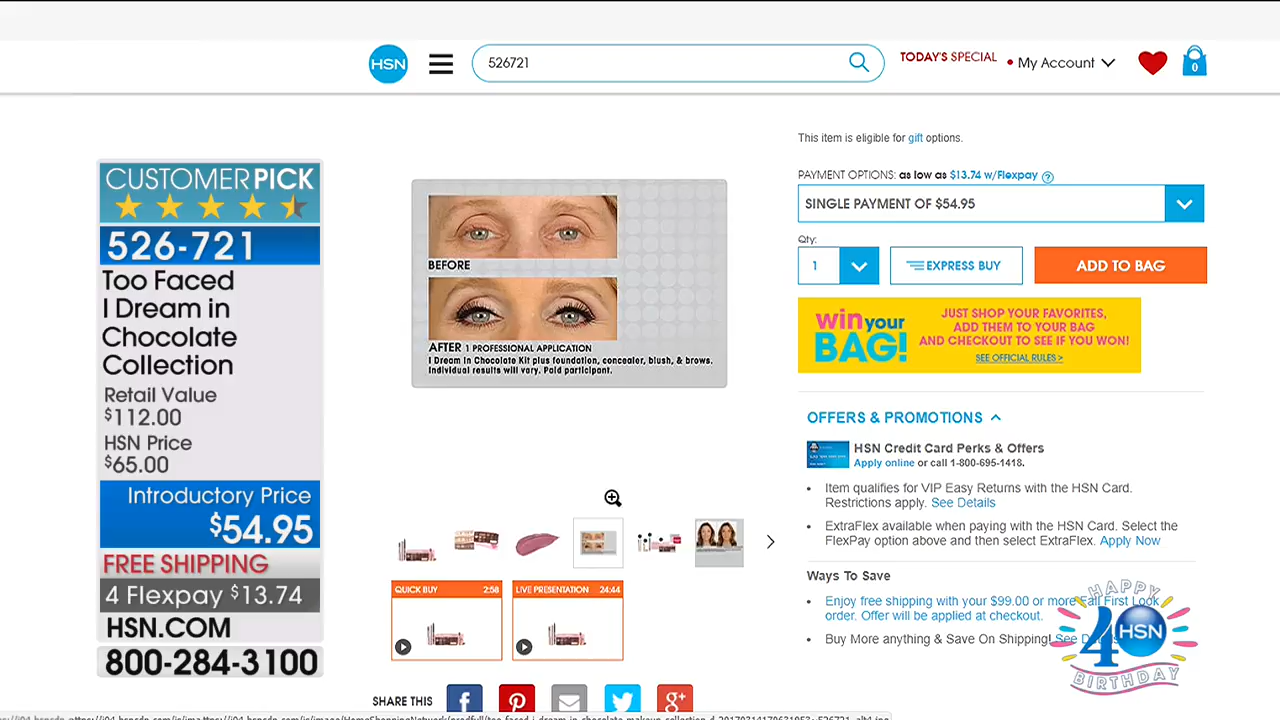 HSN
526721
TODAY'S SPECIAL
My Account
0
CUSTOMER PICK
526-721
Too Faced
I Dream in
Chocolate
Collection
Retail Value
$112.00
HSN Price
$65.00
Introductory Price
$54.95
FREE SHIPPING
4 Flexpay $13.74
HSN.COM
800-284-3100
BEFORE
AFTER 1 PROFESSIONAL APPLICATION
I Dream In Chocolate Kit plus foundation, concealer, blush, & brows.
Individual results will vary. Paid participant.
QUICK BUY 2:58
LIVE PRESENTATION 24:44
SHARE THIS
f
g+
This item is eligible for gift options.
PAYMENT OPTIONS: as low as $13.74 w/Flexpay ?
SINGLE PAYMENT OF $54.95
Qty:
1
EXPRESS BUY
ADD TO BAG
win your
BAG!
JUST SHOP YOUR FAVORITES,
ADD THEM TO YOUR BAG
AND CHECKOUT TO SEE IF YOU WON!
SEE OFFICIAL RULES >
OFFERS & PROMOTIONS
HSN Credit Card Perks & Offers
Apply online or call 1-800-695-1418.
• Item qualifies for VIP Easy Returns with the HSN Card.
Restrictions apply. See Details
• ExtraFlex available when paying with the HSN Card. Select the
FlexPay option above and then select ExtraFlex. Apply Now
Ways To Save
• Enjoy free shipping with your $99.00 or more Fall First Look
order. Offer will be applied at checkout.
• Buy More anything & Save On Shipping! See
HAPPY
40
HSN
BIRTHDAY